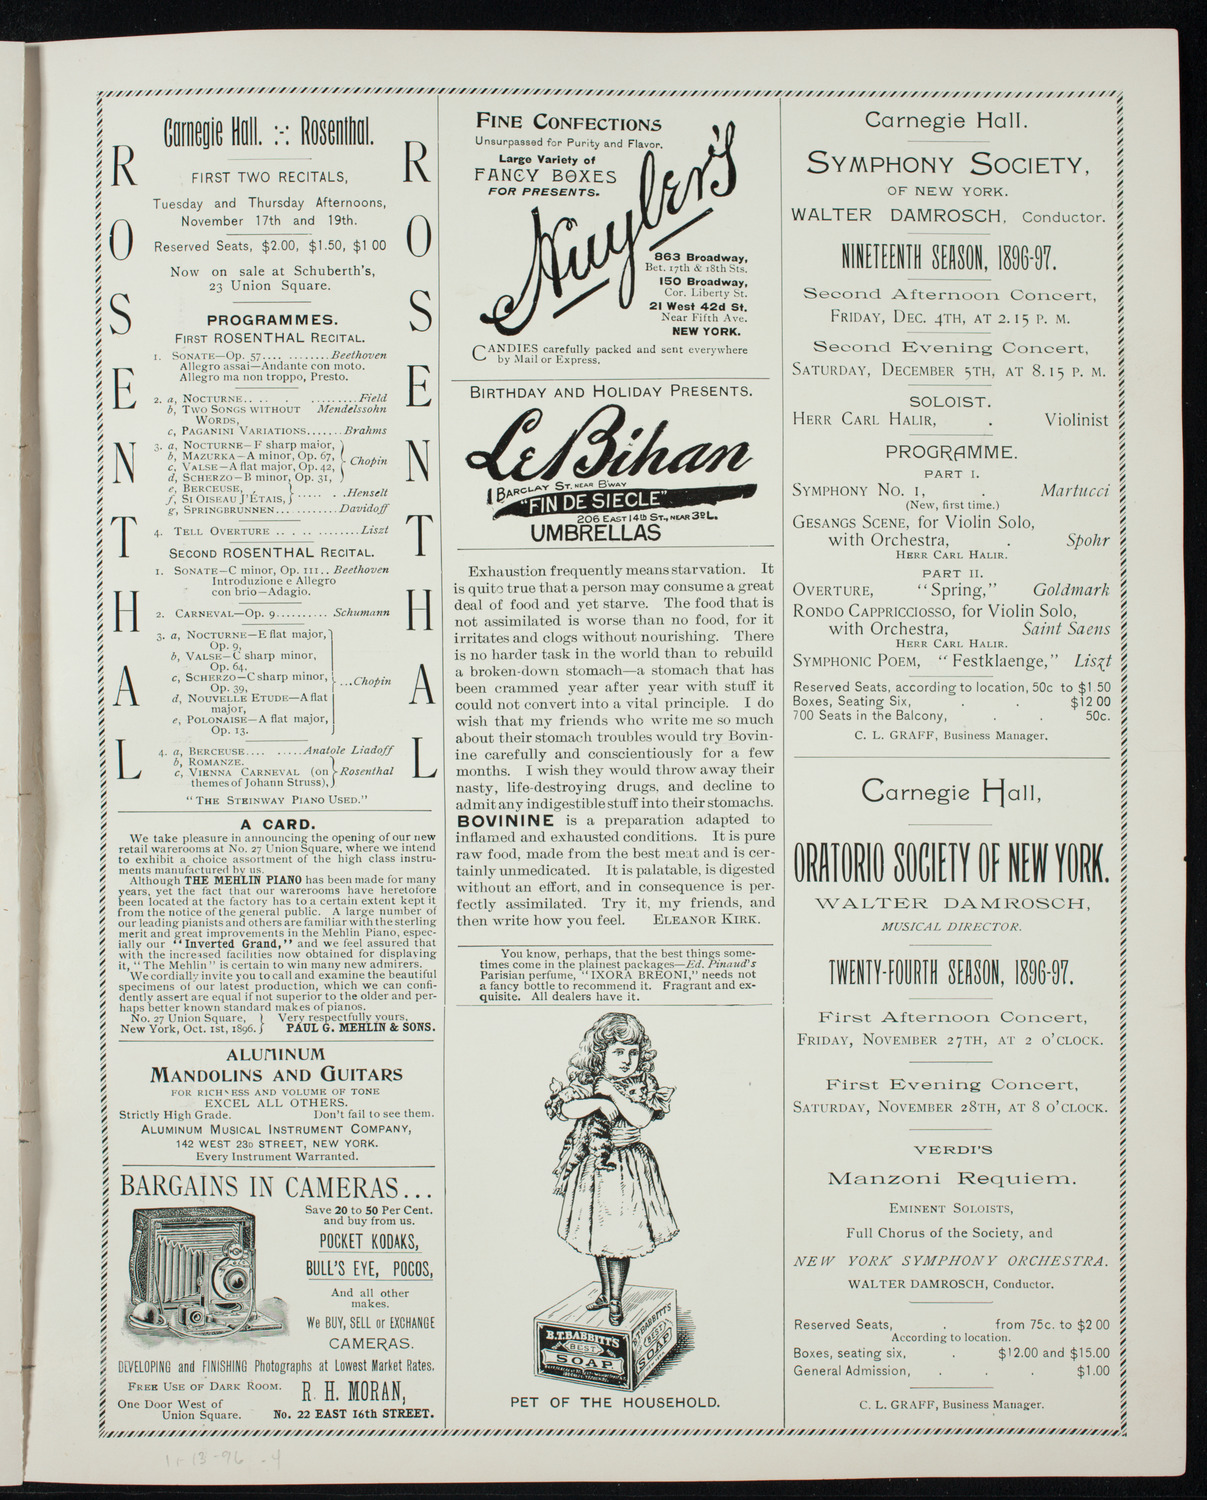 Carnegie Hall. :-: Rosenthal.
ROSENTHAL
ROSENTHAL
FIRST TWO RECITALS,
Tuesday and Thursday Afternoons,
November 17th and 19th.
Reserved Seats, $2.00, $1.50, $1 00
Now on sale at Schuberth's,
23 Union Square.
PROGRAMMES.
FIRST ROSENTHAL RECITAL.
1. SONATE—Op. 57.... ........Beethoven
Allegro assai—Andante con moto.
Allegro ma non troppo, Presto.
2. a, NOCTURNE.. .. . .........Field
b, TWO SONGS WITHOUT Mendelssohn
WORDS,
c, PAGANINI VARIATIONS.......Brahms
3. a, NOCTURNE—F sharp maior,
b, MAZURKA—A minor, Op. 67,
c, VALSE—A flat major, Op. 42, Chopin
d, SCHERZO—B minor, Op. 31,
e, BERCEUSE,
f, SI OISEAU J'ÉTAIS, ..... . .Henselt
g, SPRINGBRUNNEN... ........Davidoff
4. TELL OVERTURE .. . .. ........Liszt
SECOND ROSENTHAL RECITAL.
1. SONATE—C minor, Op. 111.. Beethoven
Introduzione e Allegro
con brio—Adagio.
2. CARNEVAL—Op. 9.......... Schumann
3. a, NOCTURNE—E flat major,
Op. 9,
b, VALSE—C sharp minor,
Op. 64,
c, SCHERZO—C sharp minor,
Op. 39, ...Chopin
d, NOUVELLE ETUDE—A flat
major,
e, POLONAISE—A flat major,
Op. 13.
4. a, BERCEUSE.... .....Anatole Liadoff
b, ROMANZE.
c, VIENNA CARNEVAL (on Rosenthal
themes of Johann Struss),
"THE STEINWAY PIANO USED."
A CARD.
We take pleasure in announcing the opening of our new
retail warerooms at No. 27 Union Square, where we intend
to exhibit a choice assortment of the high class instru-
ments manufactured by us.
Although THE MEHLIN PIANO has been made for many
years, yet the fact that our warerooms have heretofore
been located at the factory has to a certain extent kept it
from the notice of the general public. A large number of
our leading pianists and others are familiar with the sterling
merit and great improvements in the Mehlin Piano, espec-
ially our "Inverted Grand," and we feel assured that
with the increased facilities now obtained for displaying
it, "The Mehlin" is certain to win many new admirers.
We cordially invite you to call and examine the beautiful
specimens of our latest production, which we can confi-
dently assert are equal if not superior to the older and per-
haps better known standard makes of pianos.
No. 27 Union Square, Very respectfully yours,
New York, Oct. 1st, 1896. PAUL G. MEHLIN & SONS.
ALUMINUM
MANDOLINS AND GUITARS
FOR RICHNESS AND VOLUME OF TONE
EXCEL ALL OTHERS.
Strictly High Grade. Don't fail to see them.
ALUMINUM MUSICAL INSTRUMENT COMPANY,
142 WEST 23D STREET, NEW YORK.
Every Instrument Warranted.
BARGAINS IN CAMERAS...
Save 20 to 50 Per Cent.
and buy from us.
POCKET KODAKS,
BULL'S EYE, POCOS,
And all other
makes.
We BUY, SELL or EXCHANGE
CAMERAS.
DEVELOPING and FINISHING Photographs at Lowest Market Rates.
FREE USE OF DARK ROOM.
One Door West of
Union Square.
R. H. MORAN,
No. 22 EAST 16th STREET.
FINE CONFECTIONS
Unsurpassed for Purity and Flavor.
Large Variety of
FANCY BOXES
FOR PRESENTS.
Huyler's
863 Broadway,
Bet. 17th & 18th Sts.
150 Broadway,
Cor. Liberty St.
21 West 42d St.
Near Fifth Ave.
NEW YORK.
CANDIES carefully packed and sent everywhere
by Mail or Express.
BIRTHDAY AND HOLIDAY PRESENTS.
Le Bihan
1 BARCLAY ST. NEAR BWAY
"FIN DE SIECLE"
206 EAST 14th ST., NEAR 3D L.
UMBRELLAS
Exhaustion frequently means starvation. It
is quite true that a person may consume a great
deal of food and yet starve. The food that is
not assimilated is worse than no food, for it
irritates and clogs without nourishing. There
is no harder task in the world than to rebuild
a broken-down stomach—a stomach that has
been crammed year after year with stuff it
could not convert into a vital principle. I do
wish that my friends who write me so much
about their stomach troubles would try Bovin-
ine carefully and conscientiously for a few
months. I wish they would throw away their
nasty, life-destroying drugs, and decline to
admit any indigestible stuff into their stomachs.
BOVININE is a preparation adapted to
inflamed and exhausted conditions. It is pure
raw food, made from the best meat and is cer-
tainly unmedicated. It is palatable, is digested
without an effort, and in consequence is per-
fectly assimilated. Try it, my friends, and
then write how you feel. ELEANOR KIRK.
You know, perhaps, that the best things some-
times come in the plainest packages—Ed. Pinaud's
Parisian perfume, "IXORA BREONI," needs not
a fancy bottle to recommend it. Fragrant and ex-
quisite. All dealers have it.
B.T.BABBITT'S
BEST
SOAP
B.T.BABBITT'S
BEST
SOAP
PET OF THE HOUSEHOLD.
Carnegie Hall.
SYMPHONY SOCIETY,
OF NEW YORK.
WALTER DAMROSCH, Conductor.
NINETEENTH SEASON, 1896-97.
Second Afternoon Concert,
FRIDAY, DEC. 4TH, AT 2.15 P. M.
Second Evening Concert,
SATURDAY, DECEMBER 5TH, AT 8.15 P. M.
SOLOIST.
HERR CARL HALIR, . Violinist
PROGRAMME.
PART I.
SYMPHONY No. 1, . Martucci
(New, first time.)
GESANGS SCENE, for Violin Solo,
with Orchestra, . Spohr
HERR CARL HALIR.
PART II.
OVERTURE, "Spring," Goldmark
RONDO CAPPRICCIOSSO, for Violin Solo,
with Orchestra, Saint Saens
HERR CARL HALIR.
SYMPHONIC POEM, "Festklaenge," Liszt
Reserved Seats, according to location, 50c to $1 50
Boxes, Seating Six, . . $12 00
700 Seats in the Balcony, . . 50c.
C. L. GRAFF, Business Manager.
Carnegie Hall,
ORATORIO SOCIETY OF NEW YORK.
WALTER DAMROSCH,
MUSICAL DIRECTOR.
TWENTY-FOURTH SEASON, 1896-97.
First Afternoon Concert,
FRIDAY, NOVEMBER 27TH, AT 2 O'CLOCK.
First Evening Concert,
SATURDAY, NOVEMBER 28TH, AT 8 O'CLOCK.
VERDI'S
Manzoni Requiem.
EMINENT SOLOISTS,
Full Chorus of the Society, and
NEW YORK SYMPHONY ORCHESTRA.
WALTER DAMROSCH, Conductor.
Reserved Seats, . from 75c. to $2 00
According to location.
Boxes, seating six, . $12.00 and $15.00
General Admission, . . . $1.00
C. L. GRAFF, Business Manager.